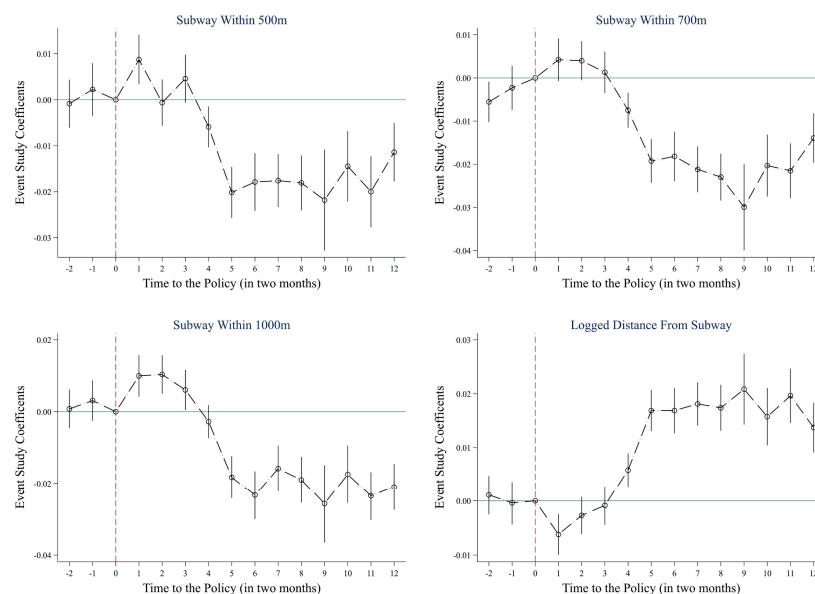 Subway Within 500m
Event Study Coefficents
0.01
0.00
-0.01
-0.02
-0.03
-2 -1 0 1 2 3 4 5 6 7 8 9 10 11 12
Time to the Policy (in two months)
Subway Within 700m
Event Study Coefficents
0.01
0.00
-0.01
-0.02
-0.03
-0.04
-2 -1 0 1 2 3 4 5 6 7 8 9 10 11 12
Time to the Policy (in two months)
Subway Within 1000m
Event Study Coefficents
0.02
0.00
-0.02
-0.04
-2 -1 0 1 2 3 4 5 6 7 8 9 10 11 12
Time to the Policy (in two months)
Logged Distance From Subway
Event Study Coefficents
0.03
0.02
0.01
0.00
-0.01
-2 -1 0 1 2 3 4 5 6 7 8 9 10 11 12
Time to the Policy (in two months)